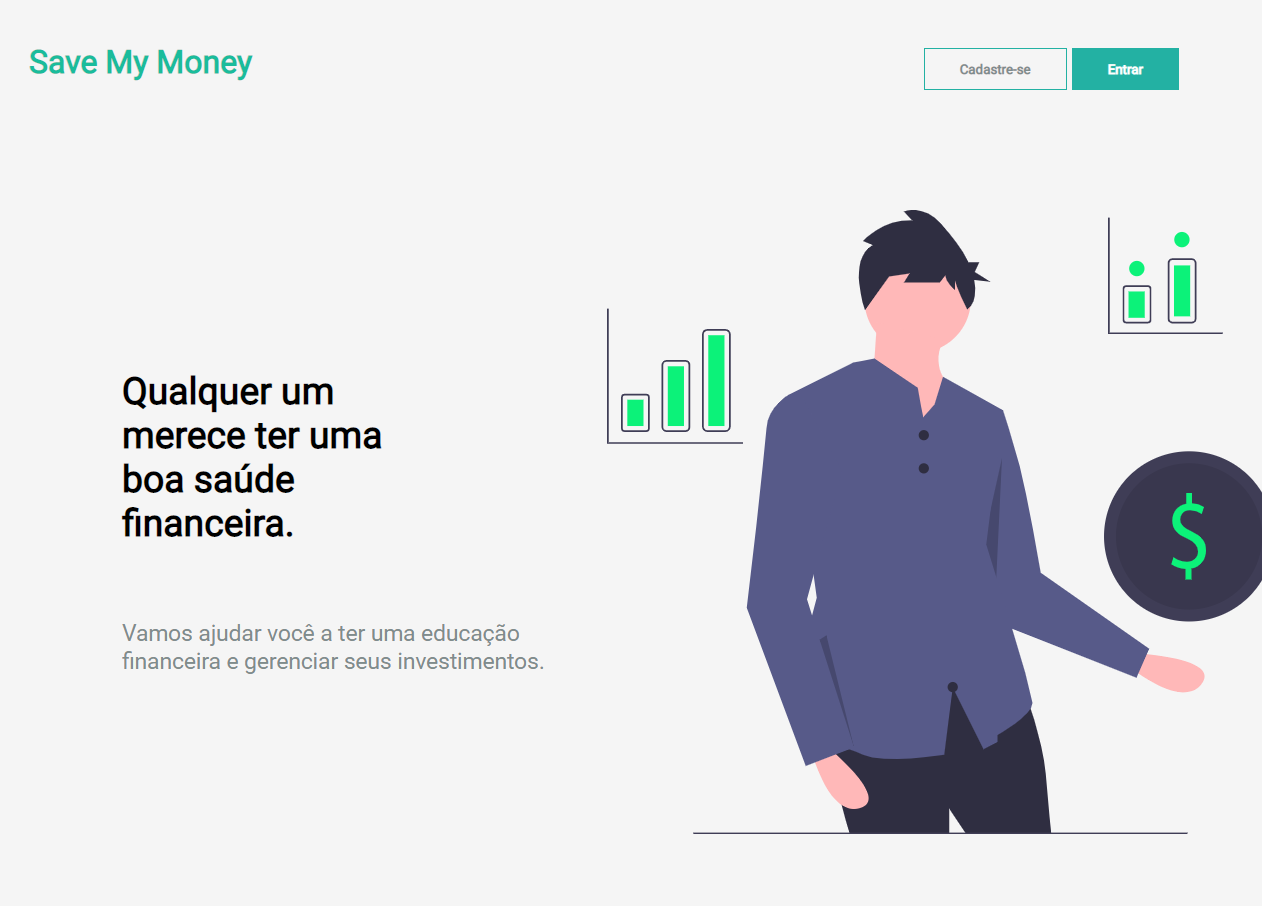 Save My Money
Cadastre-se
Entrar
Qualquer um
merece ter uma
boa saúde
financeira.
Vamos ajudar você a ter uma educação
financeira e gerenciar seus investimentos.
$